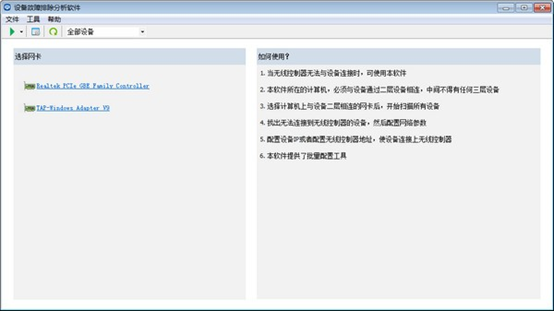 设备故障排除分析软件
文件 工具 帮助
全部设备
选择网卡
Realtek PCIe GBE Family Controller
TAP-Windows Adapter V9
如何使用？
1. 当无线控制器无法与设备连接时，可使用本软件
2. 本软件所在的计算机，必须与设备通过二层设备相连，中间不得有任何三层设备
3. 选择计算机上与设备二层相连的网卡后，开始扫描所有设备
4. 找出无法连接到无线控制器的设备，然后配置网络参数
5. 配置设备IP或者配置无线控制器地址，使设备连接上无线控制器
6. 本软件提供了批量配置工具